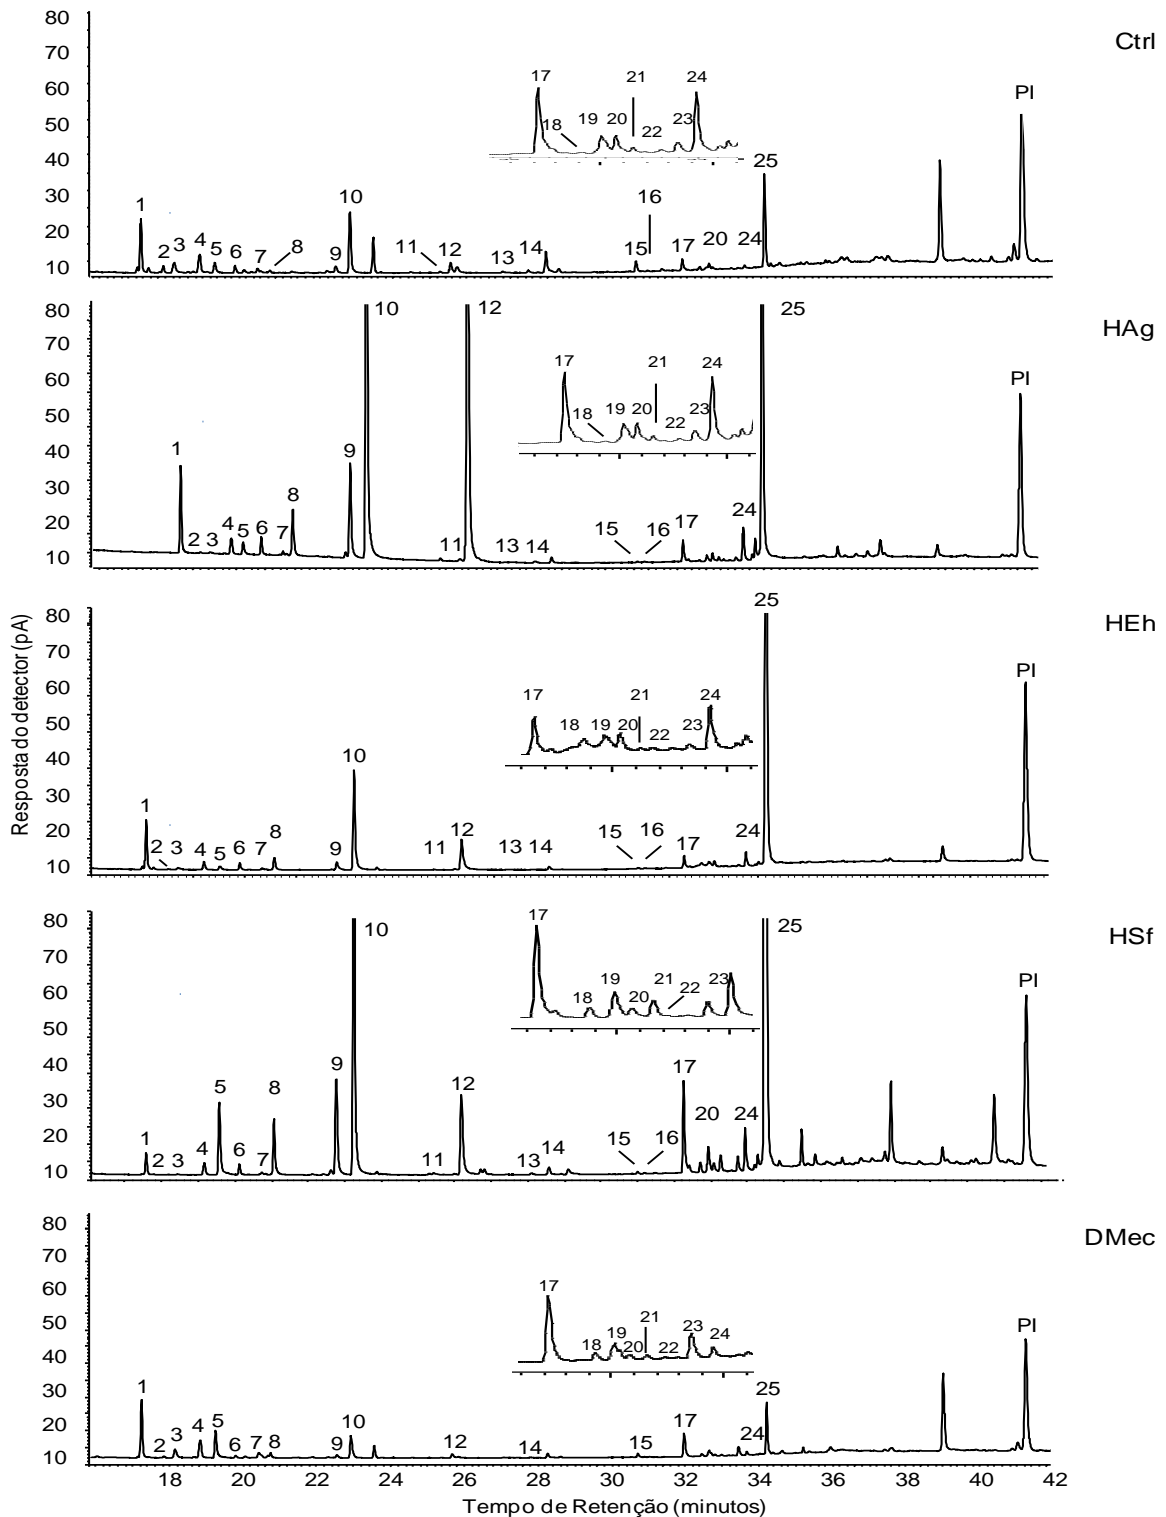 Resposta do detector (pA)
Ctrl
80
70
60
50
40
30
20
10
17 18 19 20 21 22 23 24
1 2 3 4 5 6 7 8 9 10 11 12 13 14 15 16 17 20 24 25 PI
HAg
80
70
60
50
40
30
20
10
17 18 19 20 21 22 23 24
1 2 3 4 5 6 7 8 9 10 11 12 13 14 15 16 17 24 25 PI
HEh
80
70
60
50
40
30
20
10
17 18 19 20 21 22 23 24
1 2 3 4 5 6 7 8 9 10 11 12 13 14 15 16 17 24 25 PI
HSf
80
70
60
50
40
30
20
10
17 18 19 20 21 22 23
1 2 3 4 5 6 7 8 9 10 11 12 13 14 15 16 17 20 24 25 PI
DMec
80
70
60
50
40
30
20
10
17 18 19 20 21 22 23 24
1 2 3 4 5 6 7 8 9 10 12 14 15 17 24 25 PI
18 20 22 24 26 28 30 32 34 36 38 40 42
Tempo de Retenção (minutos)